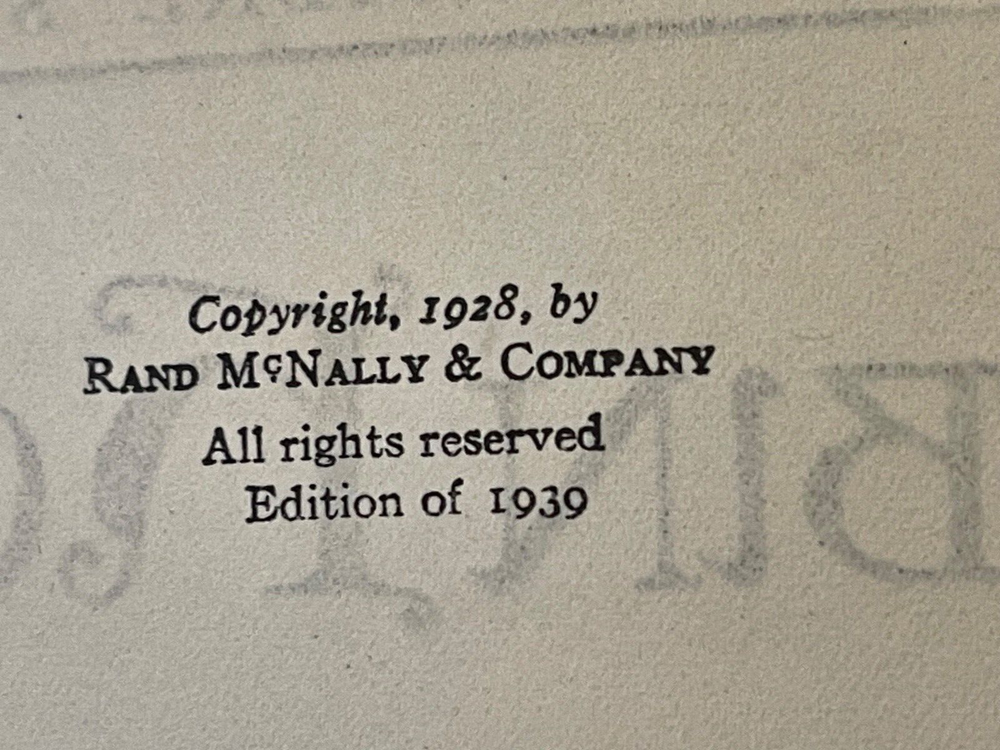 Copyright, 1928, by
RAND McNALLY & COMPANY
All rights reserved
Edition of 1939